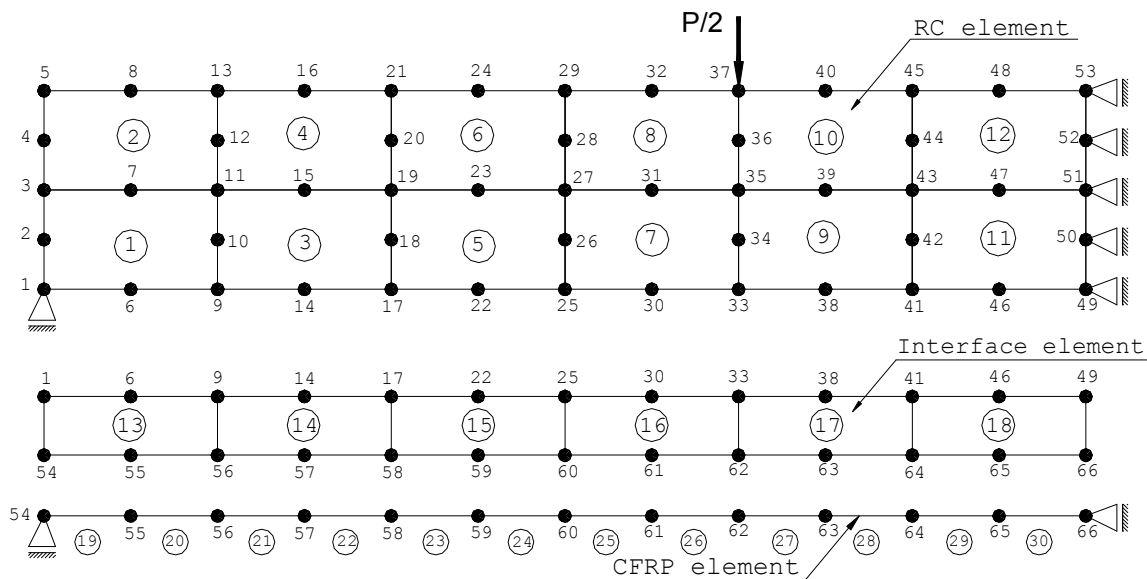 P/2
RC element
5 8 13 16 21 24 29 32 37 40 45 48 53
4 2 12 4 20 6 28 8 36 10 44 12 52
3 7 11 15 19 23 27 31 35 39 43 47 51
2 1 10 3 18 5 26 7 34 9 42 11 50
1 6 9 14 17 22 25 30 33 38 41 46 49
Interface element
1 6 9 14 17 22 25 30 33 38 41 46 49
13 14 15 16 17 18
54 55 56 57 58 59 60 61 62 63 64 65 66
54 55 56 57 58 59 60 61 62 63 64 65 66
19 20 21 22 23 24 25 26 27 28 29 30
CFRP element